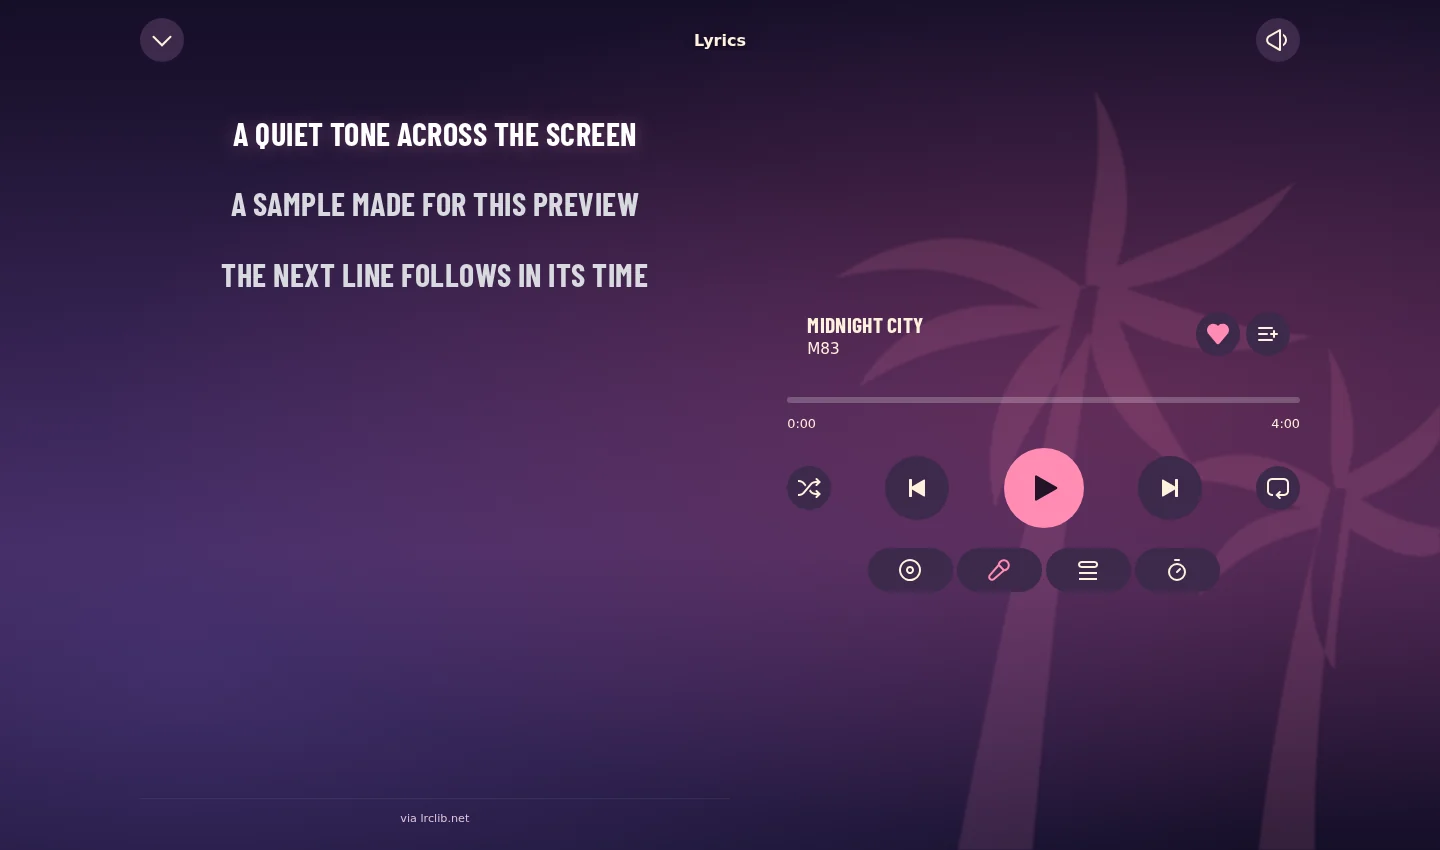 Lyrics
A QUIET TONE ACROSS THE SCREEN
A SAMPLE MADE FOR THIS PREVIEW
THE NEXT LINE FOLLOWS IN ITS TIME
MIDNIGHT CITY
M83
0:00
4:00
via lrclib.net